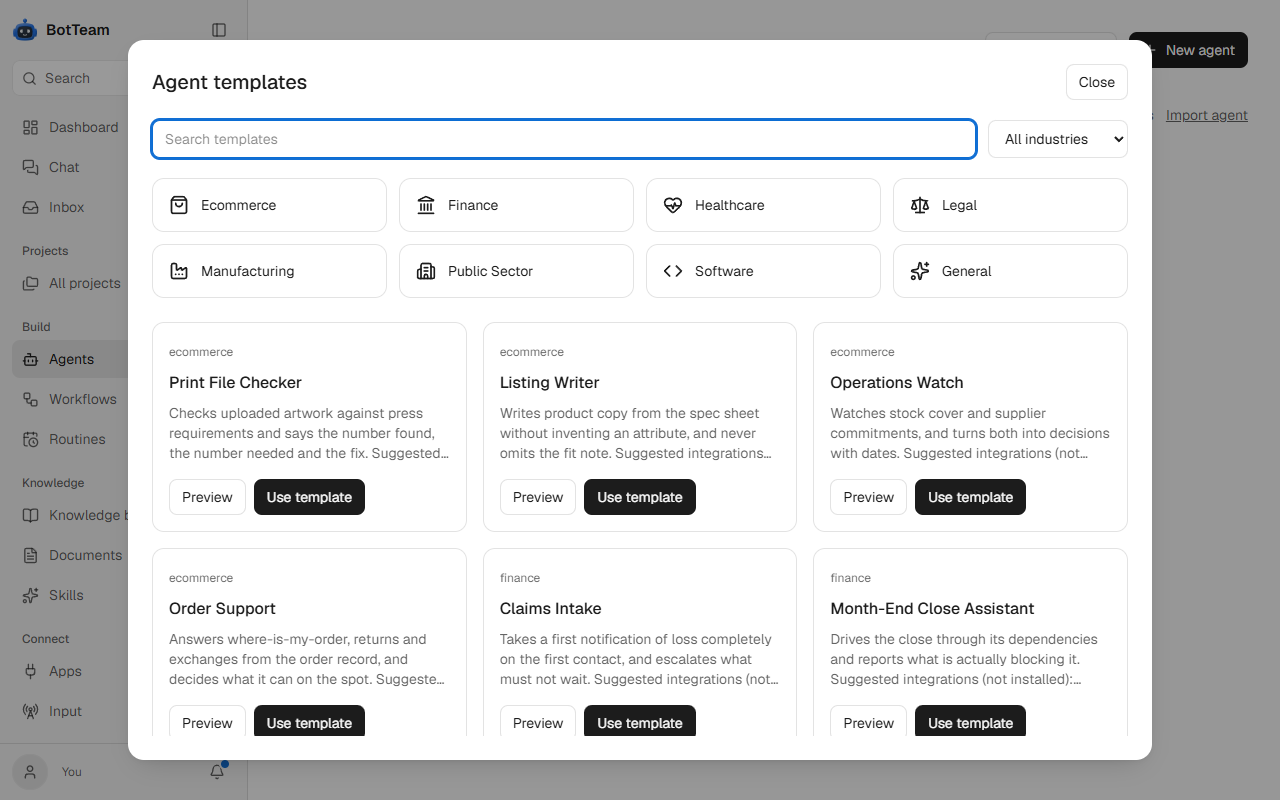 BotTeam
Search
Dashboard
Chat
Inbox
Projects
All projects
Build
Agents
Workflows
Routines
Knowledge
Knowledge
Documents
Skills
Connect
Apps
Input
You
New agent
Import agent
Agent templates
Close
Search templates
All industries
Ecommerce
Finance
Healthcare
Legal
Manufacturing
Public Sector
Software
General
ecommerce
Print File Checker
Checks uploaded artwork against press
requirements and says the number found,
the number needed and the fix. Suggested…
Preview
Use template
ecommerce
Listing Writer
Writes product copy from the spec sheet
without inventing an attribute, and never
omits the fit note. Suggested integrations…
Preview
Use template
ecommerce
Operations Watch
Watches stock cover and supplier
commitments, and turns both into decisions
with dates. Suggested integrations (not…
Preview
Use template
ecommerce
Order Support
Answers where-is-my-order, returns and
exchanges from the order record, and
decides what it can on the spot. Suggeste…
Preview
Use template
finance
Claims Intake
Takes a first notification of loss completely
on the first contact, and escalates what
must not wait. Suggested integrations (not…
Preview
Use template
finance
Month-End Close Assistant
Drives the close through its dependencies
and reports what is actually blocking it.
Suggested integrations (not installed):…
Preview
Use template